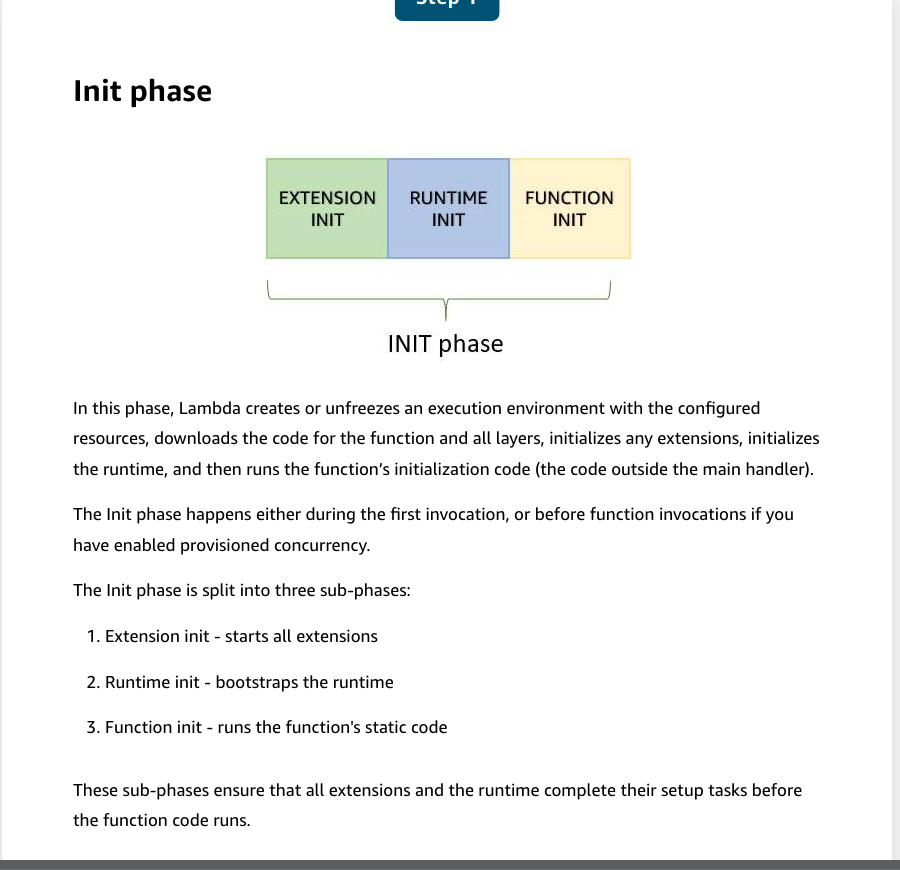 Step 1
Init phase
EXTENSION RUNTIME FUNCTION
INIT INIT INIT
INIT phase
In this phase, Lambda creates or unfreezes an execution environment with the configured
resources, downloads the code for the function and all layers, initializes any extensions, initializes
the runtime, and then runs the function’s initialization code (the code outside the main handler).
The Init phase happens either during the first invocation, or before function invocations if you
have enabled provisioned concurrency.
The Init phase is split into three sub-phases:
1. Extension init - starts all extensions
2. Runtime init - bootstraps the runtime
3. Function init - runs the function's static code
These sub-phases ensure that all extensions and the runtime complete their setup tasks before
the function code runs.